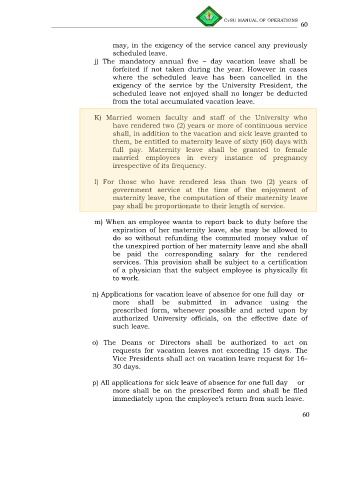 CvSU MANUAL OF OPERATIONS
60
may, in the exigency of the service cancel any previously
scheduled leave.
j) The mandatory annual five – day vacation leave shall be
forfeited if not taken during the year. However in cases
where the scheduled leave has been cancelled in the
exigency of the service by the University President, the
scheduled leave not enjoyed shall no longer be deducted
from the total accumulated vacation leave.
K) Married women faculty and staff of the University who
have rendered two (2) years or more of continuous service
shall, in addition to the vacation and sick leave granted to
them, be entitled to maternity leave of sixty (60) days with
full pay. Maternity leave shall be granted to female
married employees in every instance of pregnancy
irrespective of its frequency.
l) For those who have rendered less than two (2) years of
government service at the time of the enjoyment of
maternity leave, the computation of their maternity leave
pay shall be proportionate to their length of service.
m) When an employee wants to report back to duty before the
expiration of her maternity leave, she may be allowed to
do so without refunding the commuted money value of
the unexpired portion of her maternity leave and she shall
be paid the corresponding salary for the rendered
services. This provision shall be subject to a certification
of a physician that the subject employee is physically fit
to work.
n) Applications for vacation leave of absence for one full day or
more shall be submitted in advance using the
prescribed form, whenever possible and acted upon by
authorized University officials, on the effective date of
such leave.
o) The Deans or Directors shall be authorized to act on
requests for vacation leaves not exceeding 15 days. The
Vice Presidents shall act on vacation leave request for 16–
30 days.
p) All applications for sick leave of absence for one full day or
more shall be on the prescribed form and shall be filed
immediately upon the employee's return from such leave.
60